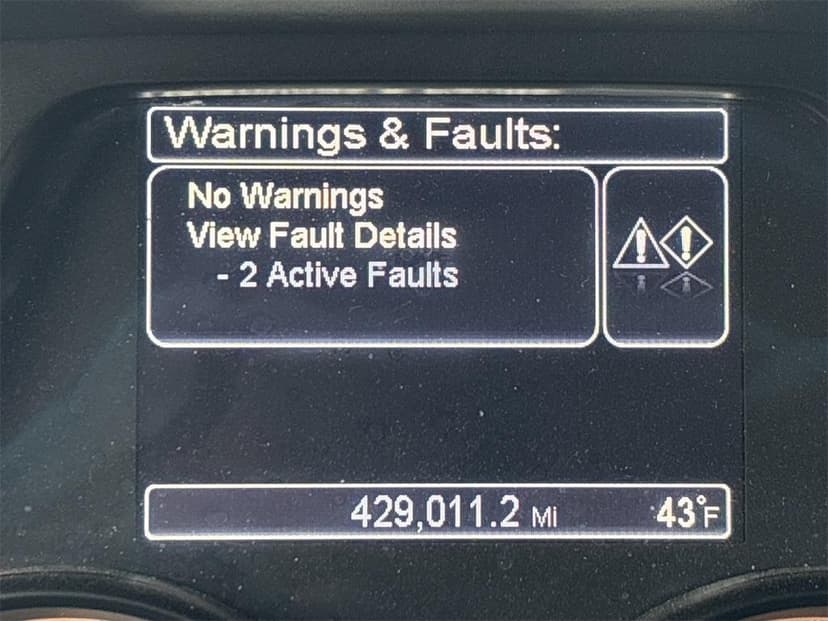 Warnings & Faults:
No Warnings
View Fault Details
- 2 Active Faults
429,011.2 Mi 43°F